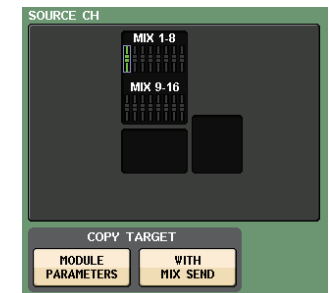 SOURCE CH
MIX 1-8
MIX 9-16
COPY TARGET
MODULE
PARAMETERS
WITH
MIX SEND